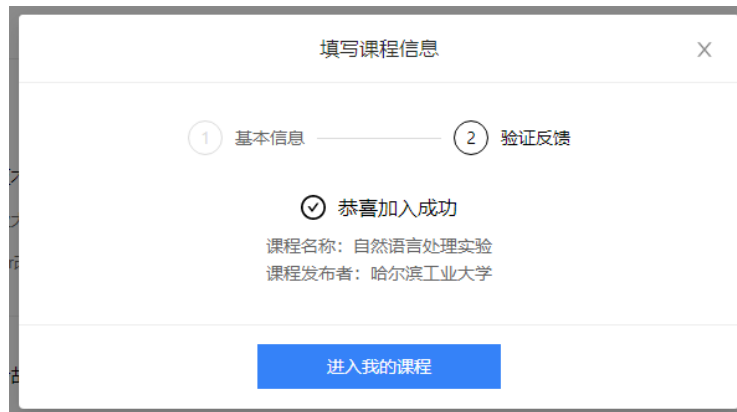 填写课程信息
1 基本信息 2 验证反馈
恭喜加入成功
课程名称：自然语言处理实验
课程发布者：哈尔滨工业大学
进入我的课程